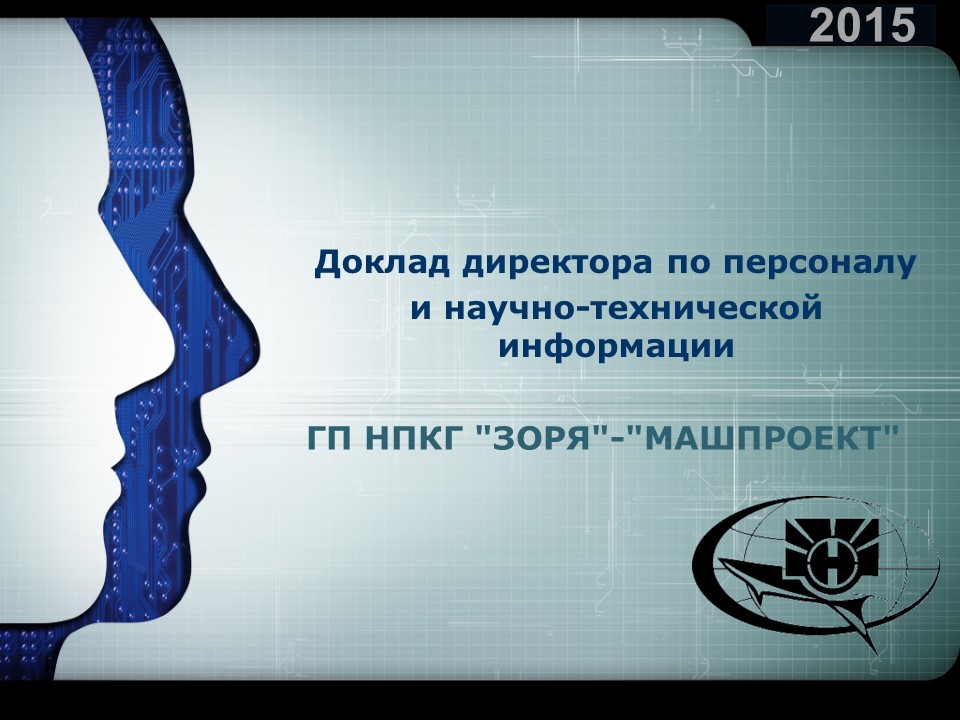 2015
Доклад директора по персоналу
и научно-технической
информации
ГП НПКГ "ЗОРЯ"-"МАШПРОЕКТ"
Н